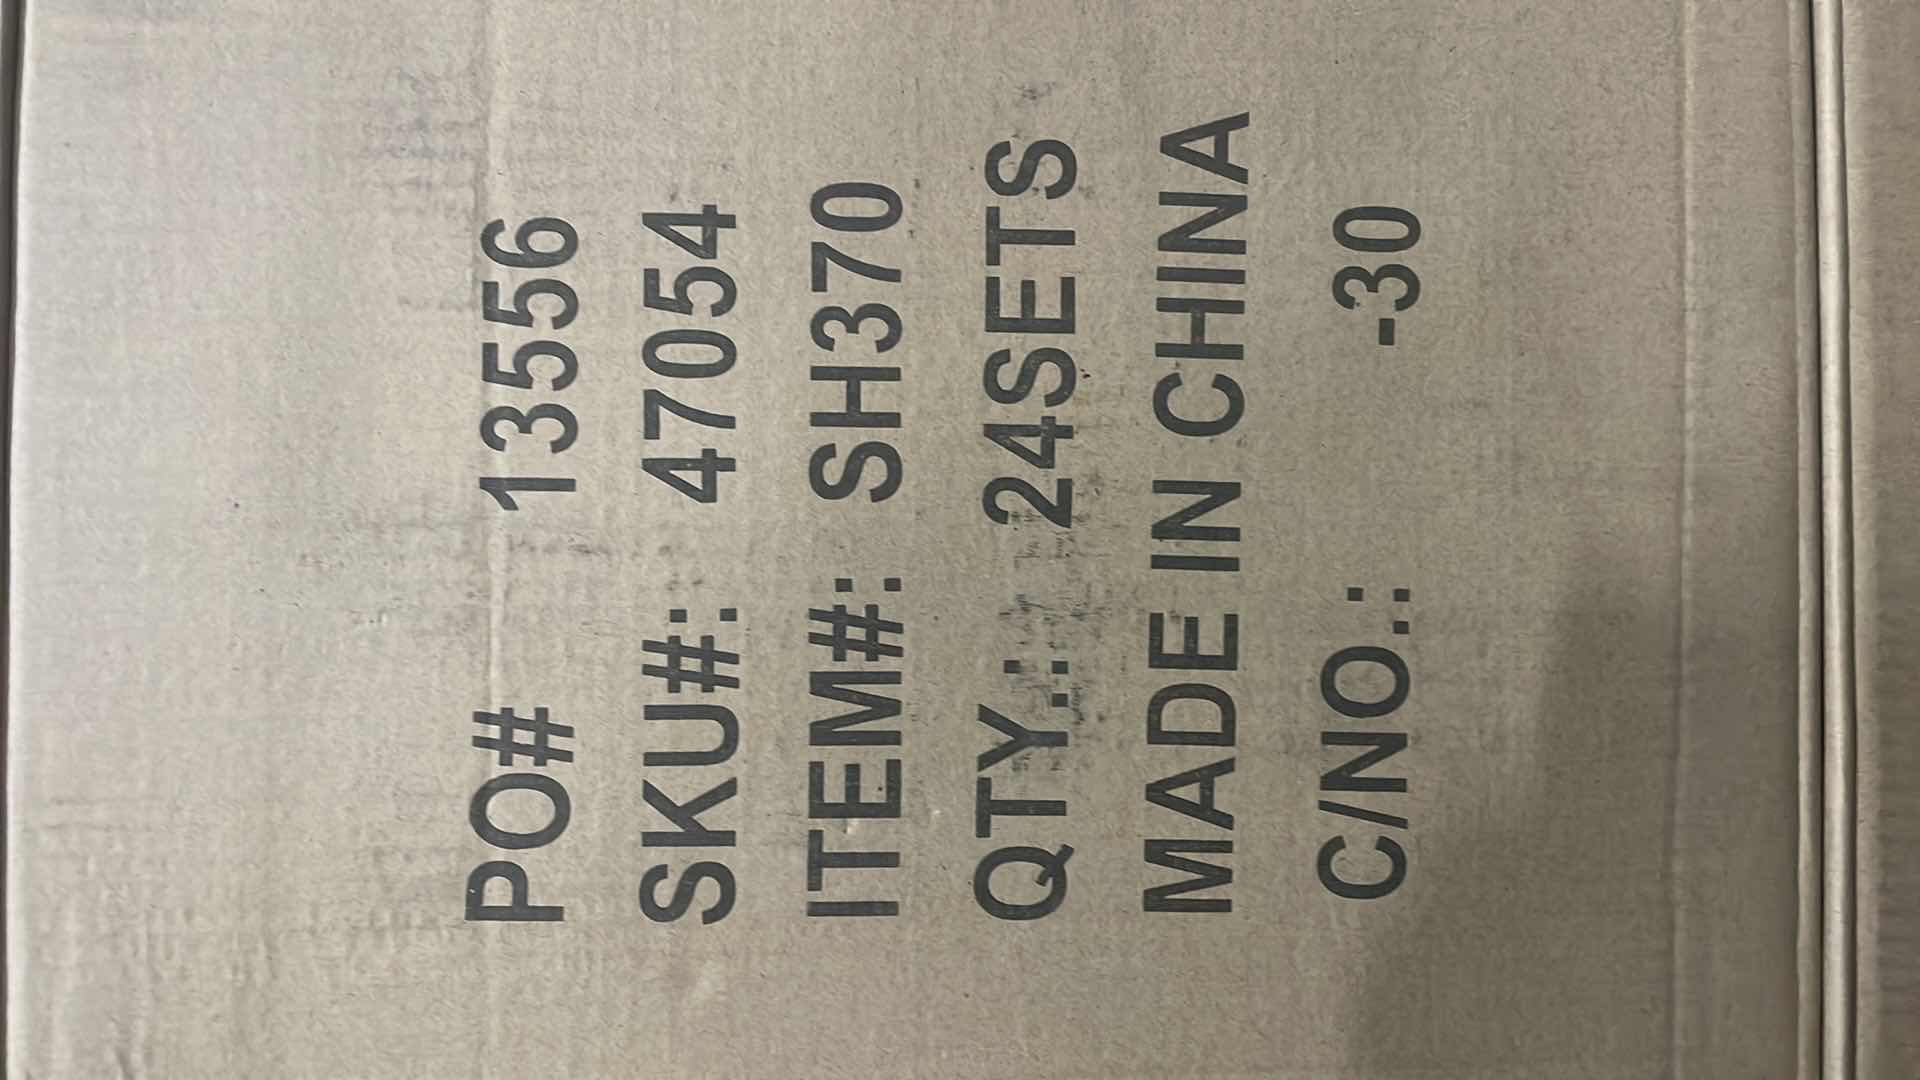 PO# 13556
SKU#: 47054
ITEM#: SH370
QTY.: 24SETS
MADE IN CHINA
C/NO.: -30